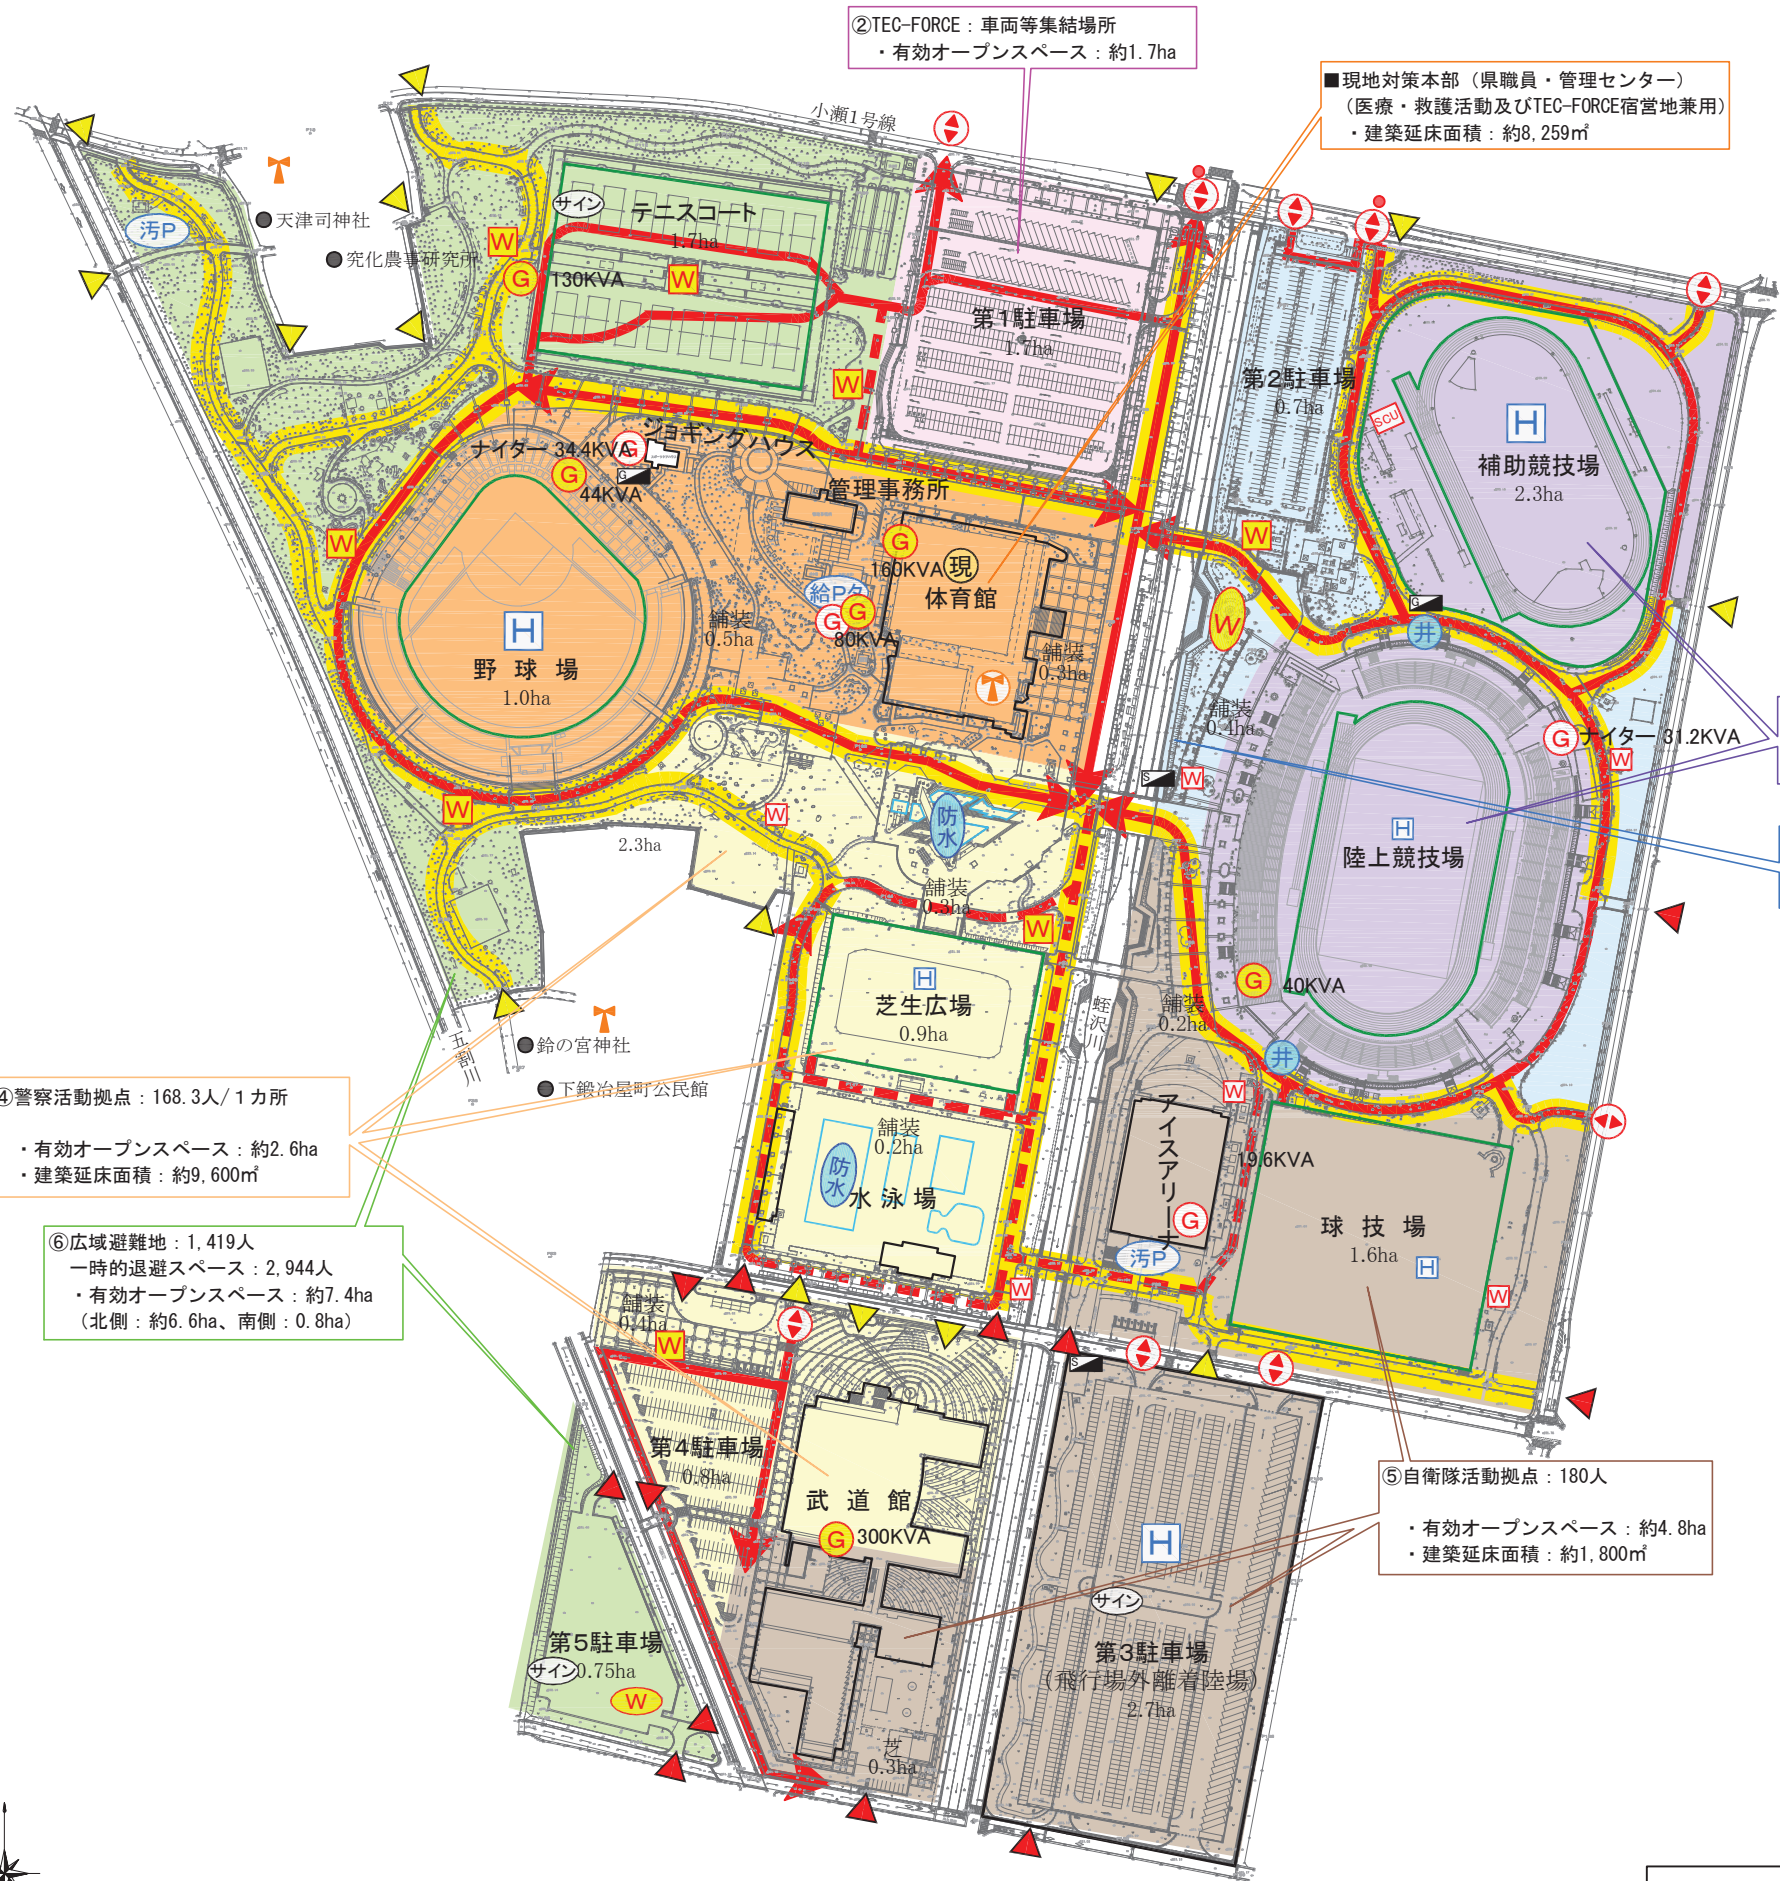 ②TEC-FORCE：車両等集結場所
・有効オープンスペース：約1.7ha
■現地対策本部（県職員・管理センター）
（医療・救護活動及びTEC-FORCE宿営地兼用）
・建築延床面積：約8,259㎡
小瀬1号線
天津司神社
究化農事研究所
汚P
サイン
テニスコート
1.7ha
W
G
130KVA
W
第1駐車場
1.7ha
W
第2駐車場
0.7ha
SCU
H
補助競技場
2.3ha
ジョギングハウス
ナイター 34.4KVA
G
G
G
44KVA
管理事務所
W
G
160KVA
現
体育館
W
給P
G
G
80KVA
舗装
0.5ha
舗装
0.3ha
H
野球場
1.0ha
W
G
井
舗装
0.4ha
G
ナイター 31.2KVA
W
S
W
W
W
防水
2.3ha
H
陸上競技場
舗装
0.3ha
W
H
芝生広場
0.9ha
G
40KVA
舗装
0.2ha
蛭沢川
五割川
鈴の宮神社
下鍛冶屋町公民館
井
W
④警察活動拠点：168.3人/１カ所
・有効オープンスペース：約2.6ha
・建築延床面積：約9,600㎡
舗装
0.2ha
防水
水泳場
アイスアリーナ
19.6KVA
G
汚P
球技場
1.6ha
H
W
W
⑥広域避難地：1,419人
一時的退避スペース：2,944人
・有効オープンスペース：約7.4ha
（北側：約6.6ha、南側：0.8ha）
舗装
0.4ha
W
S
第4駐車場
0.8ha
武道館
G
300KVA
⑤自衛隊活動拠点：180人
・有効オープンスペース：約4.8ha
・建築延床面積：約1,800㎡
H
サイン
第3駐車場
(飛行場外離着陸場)
2.7ha
第5駐車場
サイン
0.75ha
W
芝
0.3ha